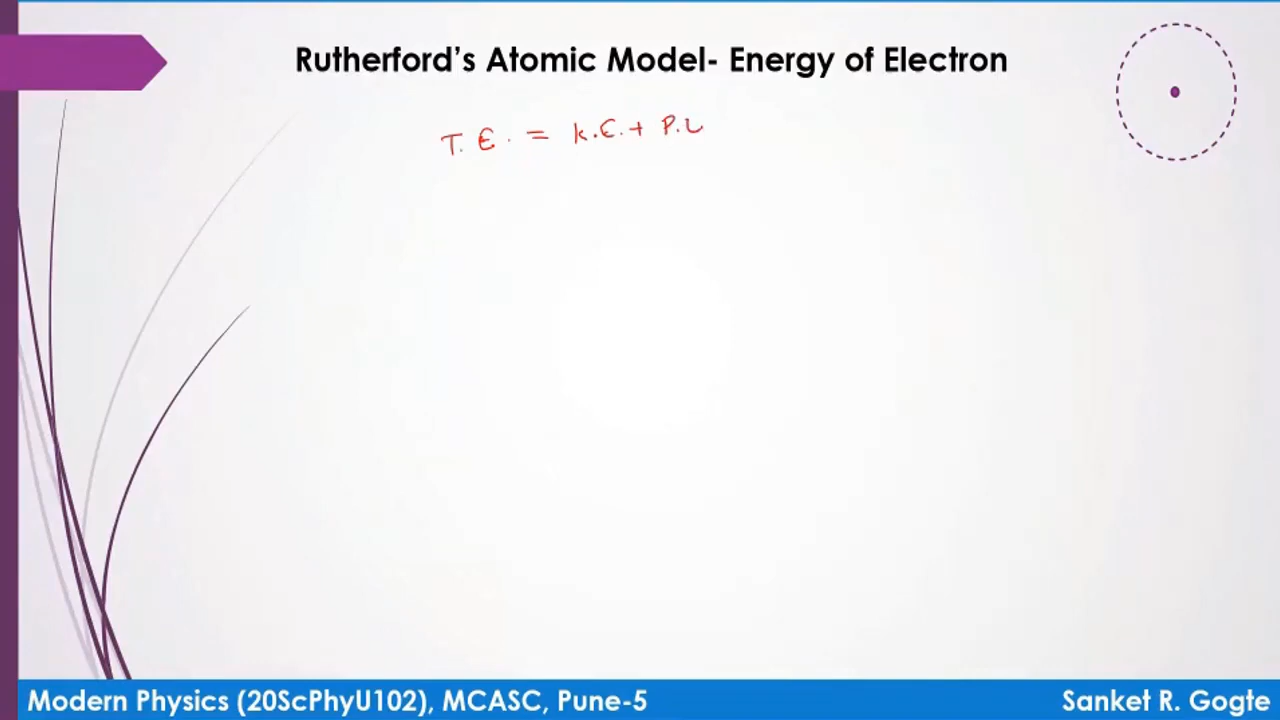 Rutherford's Atomic Model- Energy of Electron
T. E. = K.E. + P.
Modern Physics (20ScPhyU102), MCASC, Pune-5
Sanket R. Gogte